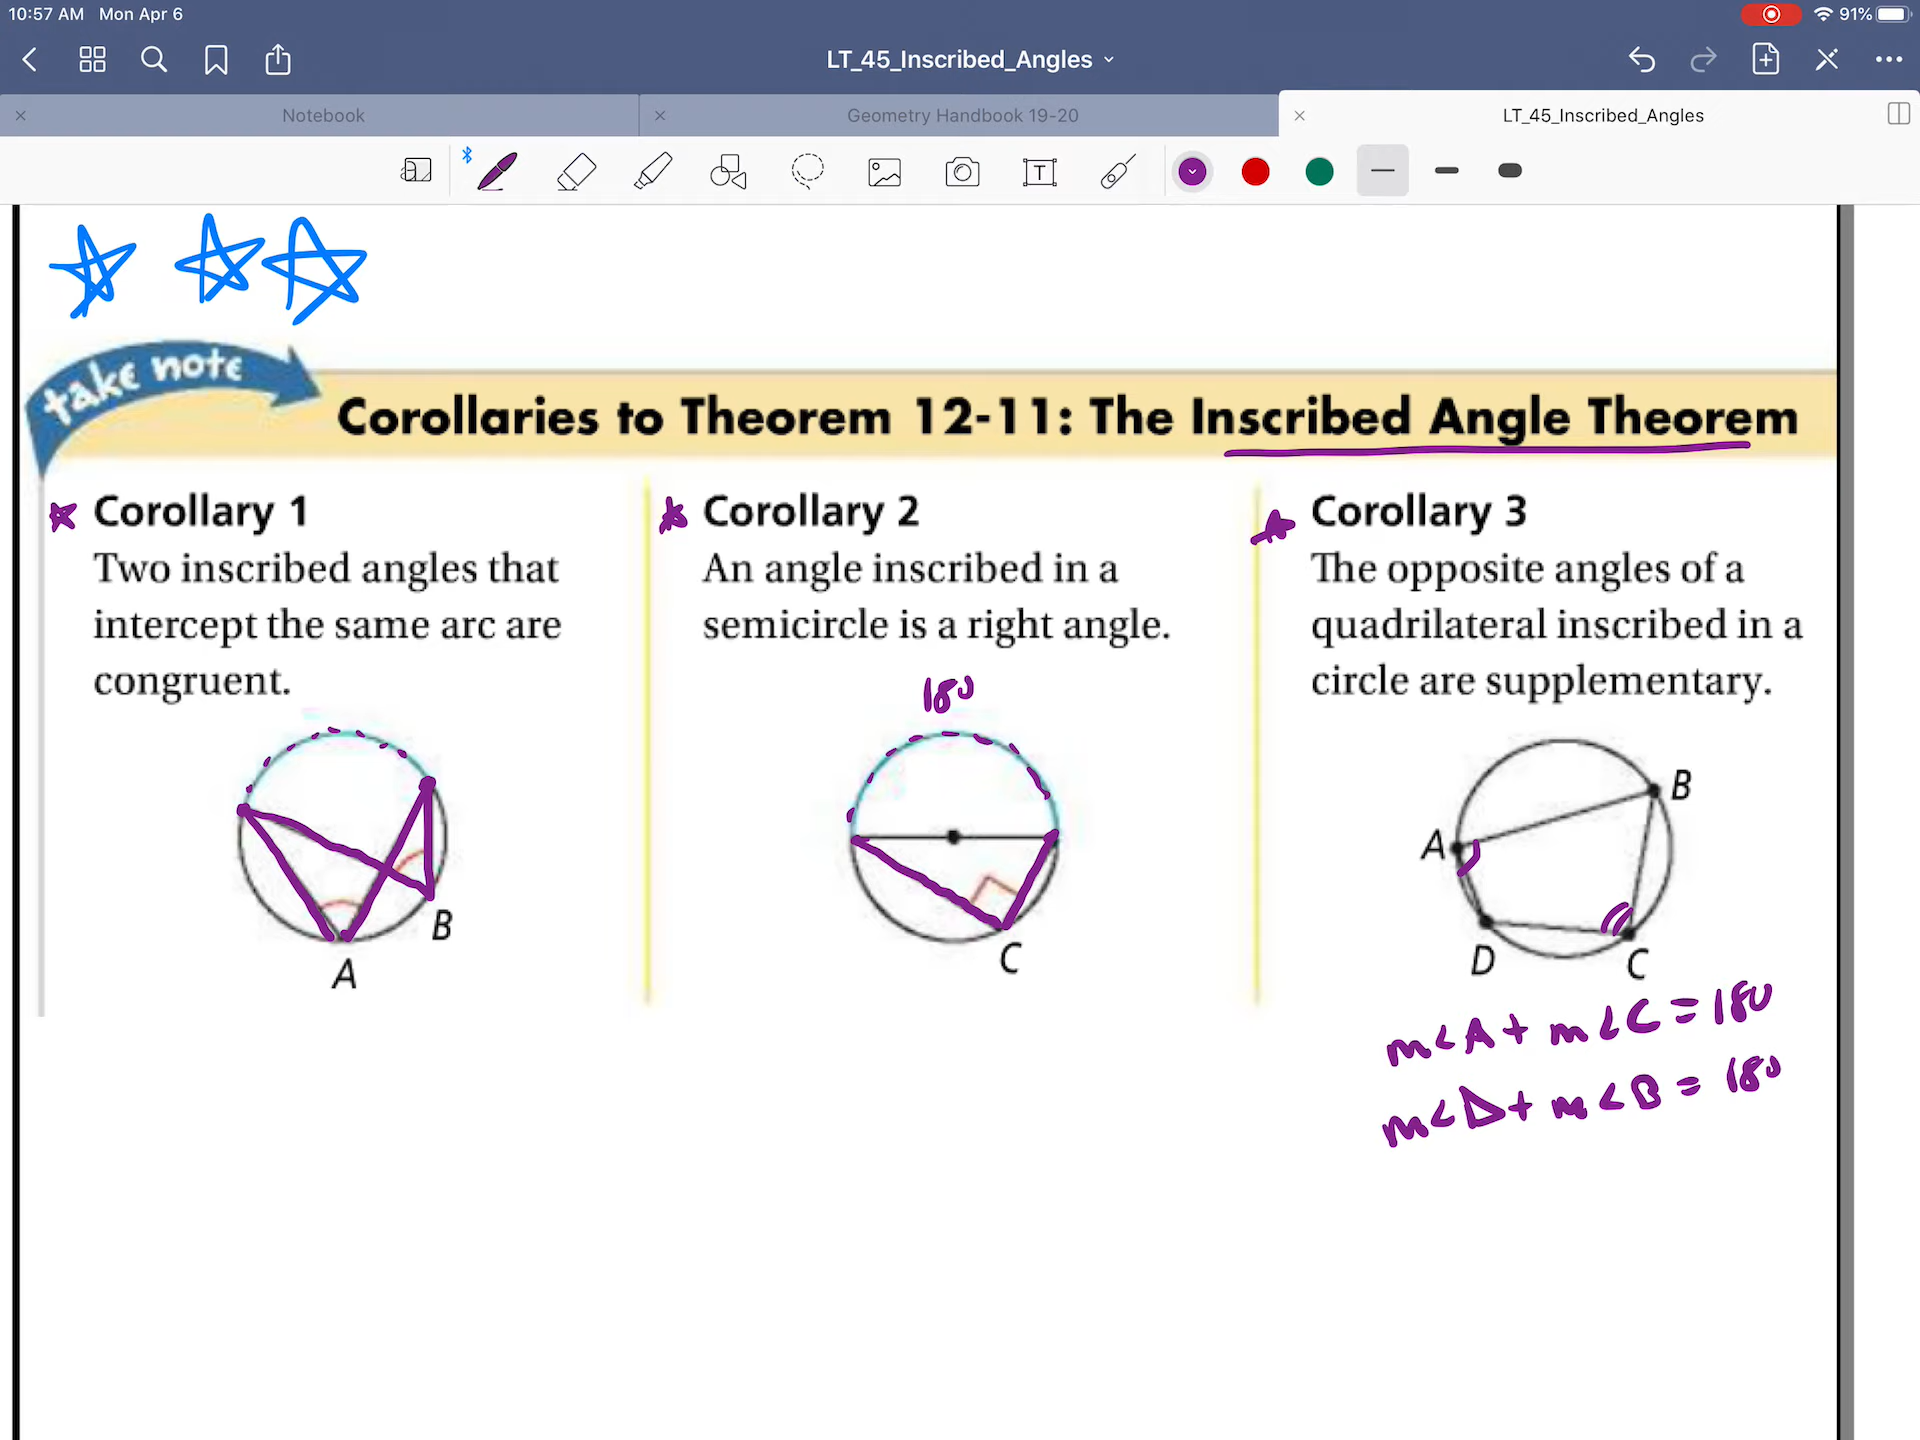 10:57 AM Mon Apr 6
91%
LT_45_Inscribed_Angles
Notebook
Geometry Handbook 19-20
LT_45_Inscribed_Angles
T
take note
Corollaries to Theorem 12-11: The Inscribed Angle Theorem
Corollary 1
Two inscribed angles that
intercept the same arc are
congruent.
B
A
Corollary 2
An angle inscribed in a
semicircle is a right angle.
180
C
Corollary 3
The opposite angles of a
quadrilateral inscribed in a
circle are supplementary.
B
A
D
C
m<A + m<C = 180
m<D + m<B = 180